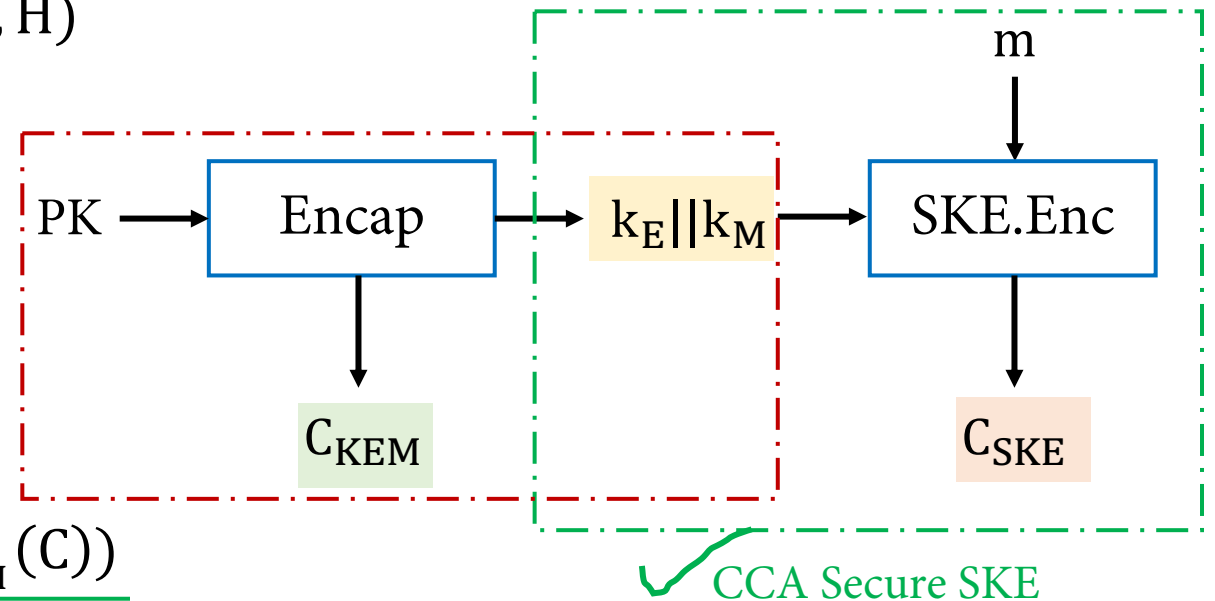 , H)
m
PK
Encap
k_E||k_M
SKE.Enc
C_KEM
C_SKE
(C))
CCA Secure SKE